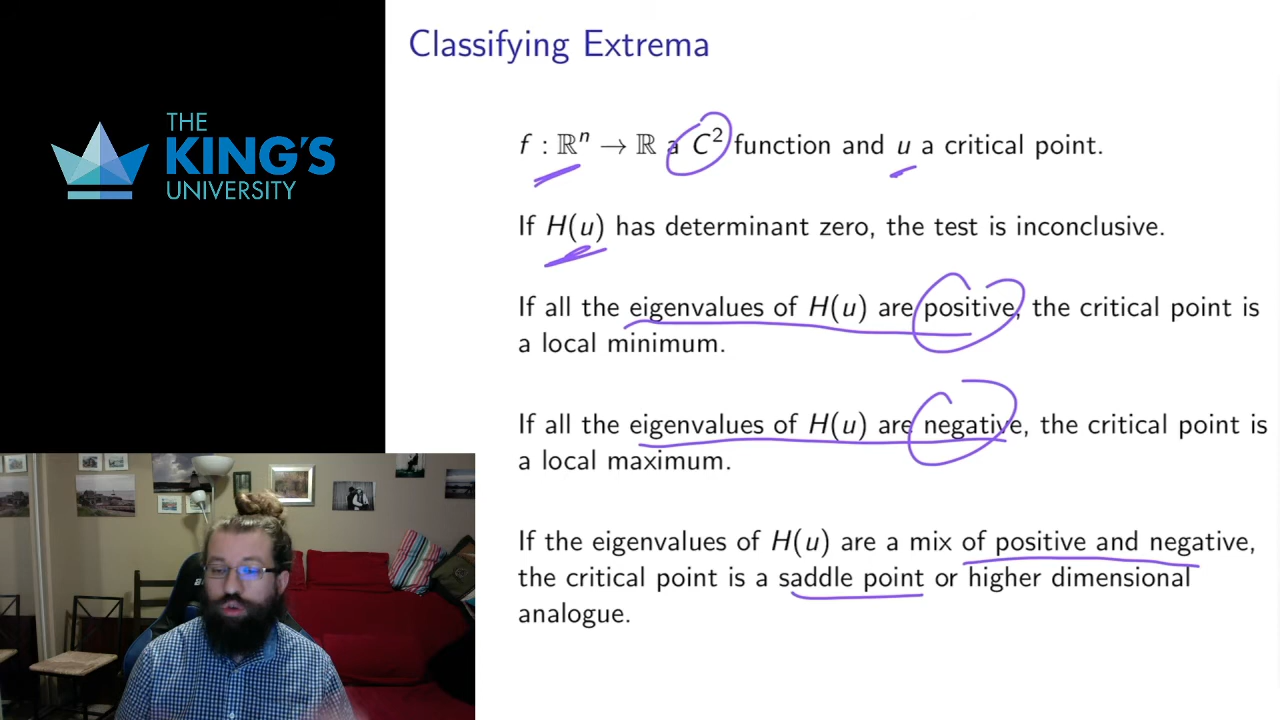 THE
KING'S
UNIVERSITY
Classifying Extrema
f : ℝⁿ → ℝ a C² function and u a critical point.
If H(u) has determinant zero, the test is inconclusive.
If all the eigenvalues of H(u) are positive, the critical point is
a local minimum.
If all the eigenvalues of H(u) are negative, the critical point is
a local maximum.
If the eigenvalues of H(u) are a mix of positive and negative,
the critical point is a saddle point or higher dimensional
analogue.